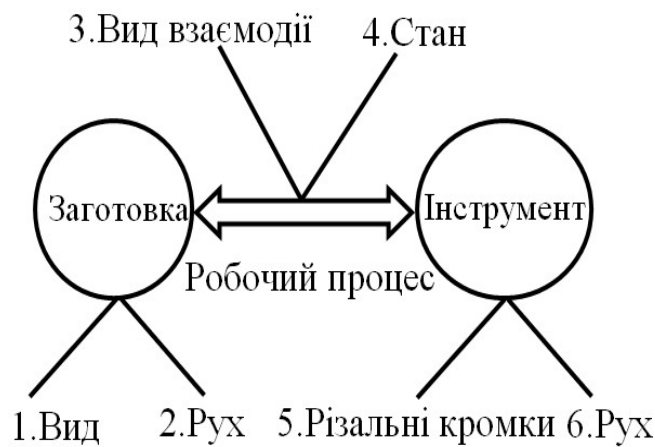 3.Вид взаємодії 4.Стан
Заготовка Інструмент
Робочий процес
1.Вид 2.Рух 5.Різальні кромки 6.Рух